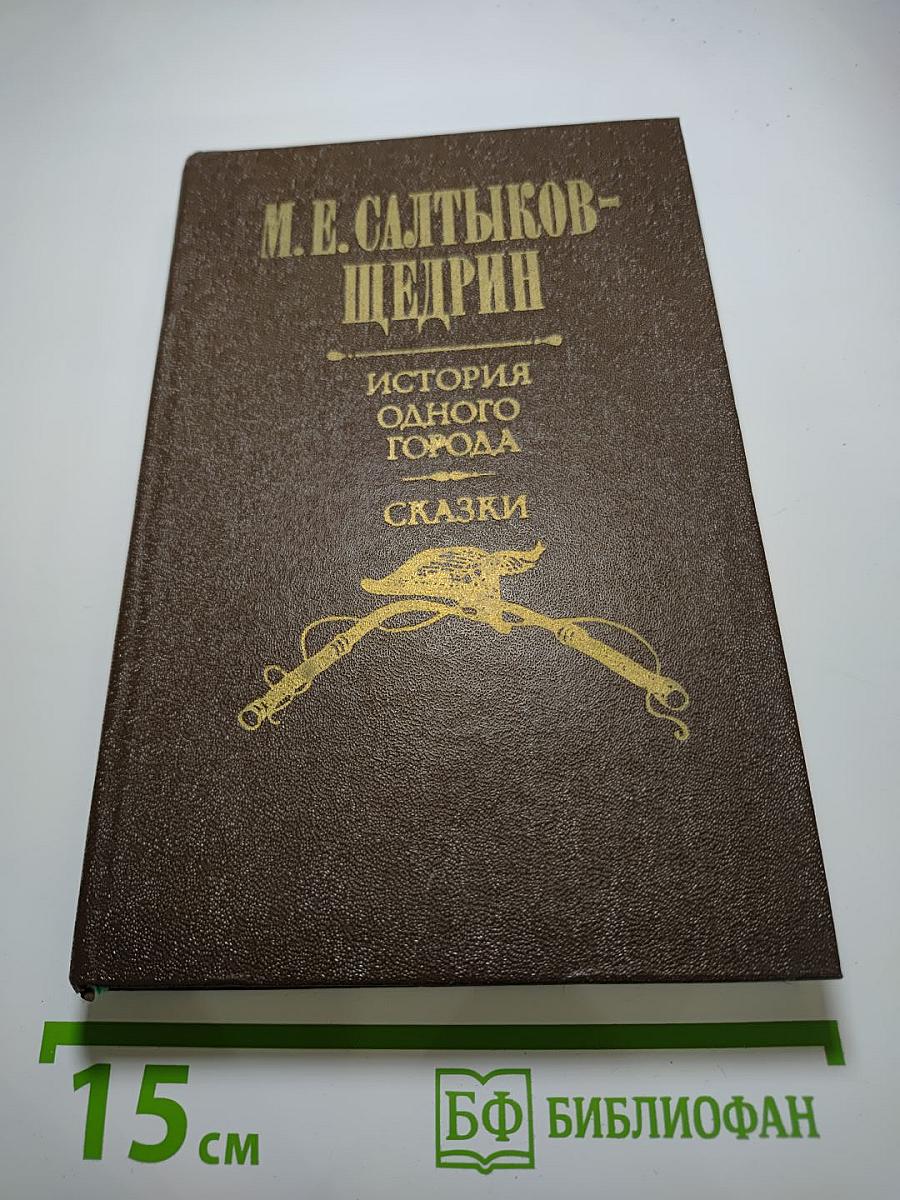 М. Е. САЛТЫКОВ-
ЩЕДРИН
ИСТОРИЯ
ОДНОГО
ГОРОДА
СКАЗКИ
15 см
БФ БИБЛИОФАН